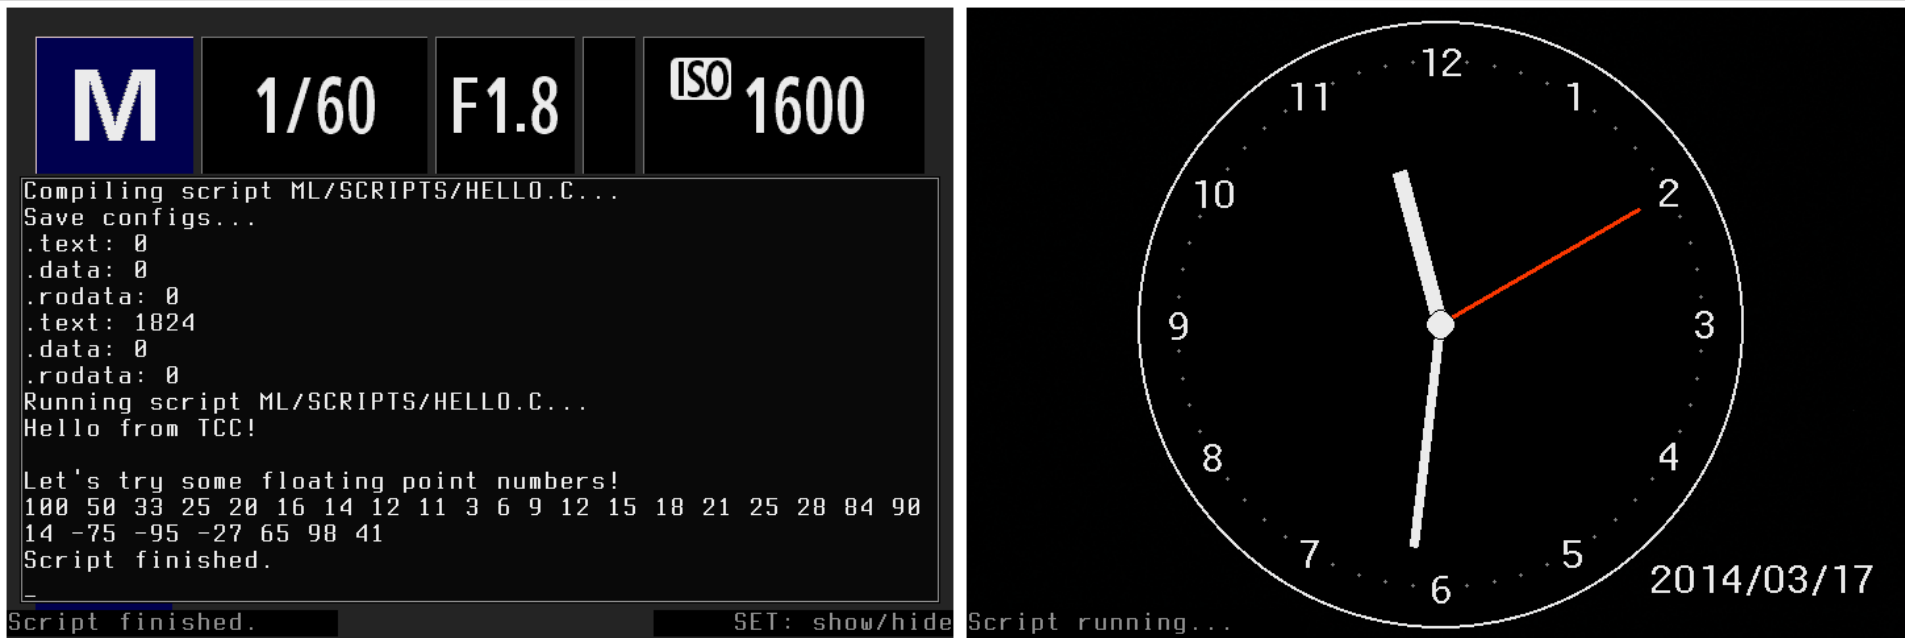 M 1/60 F1.8 ISO 1600
Compiling script ML/SCRIPTS/HELLO.C...
Save configs...
.text: 0
.data: 0
.rodata: 0
.text: 1824
.data: 0
.rodata: 0
Running script ML/SCRIPTS/HELLO.C...
Hello from TCC!
Let's try some floating point numbers!
100 50 33 25 20 16 14 12 11 3 6 9 12 15 18 21 25 28 84 90
14 -75 -95 -27 65 98 41
Script finished.
_
Script finished. SET: show/hide
12
11 1
10 2
9 3
8 4
7 5
6
2014/03/17
Script running...